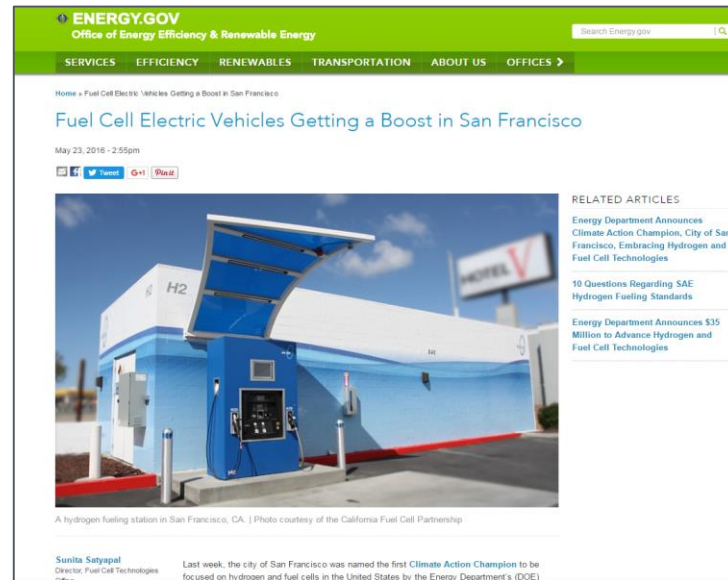 ENERGY.GOV
Office of Energy Efficiency & Renewable Energy
Search Energy.gov
SERVICES EFFICIENCY RENEWABLES TRANSPORTATION ABOUT US OFFICES
Home » Fuel Cell Electric Vehicles Getting a Boost in San Francisco
Fuel Cell Electric Vehicles Getting a Boost in San Francisco
May 23, 2016 - 2:55pm
Tweet G+1 Pin it
H2
HOTEL V
H2
A hydrogen fueling station in San Francisco, CA. | Photo courtesy of the California Fuel Cell Partnership
RELATED ARTICLES
Energy Department Announces
Climate Action Champion, City of San
Francisco, Embracing Hydrogen and
Fuel Cell Technologies
10 Questions Regarding SAE
Hydrogen Fueling Standards
Energy Department Announces $35
Million to Advance Hydrogen and
Fuel Cell Technologies
Sunita Satyapal
Director, Fuel Cell Technologies
Office
Last week, the city of San Francisco was named the first Climate Action Champion to be
focused on hydrogen and fuel cells in the United States by the Energy Department's (DOE)